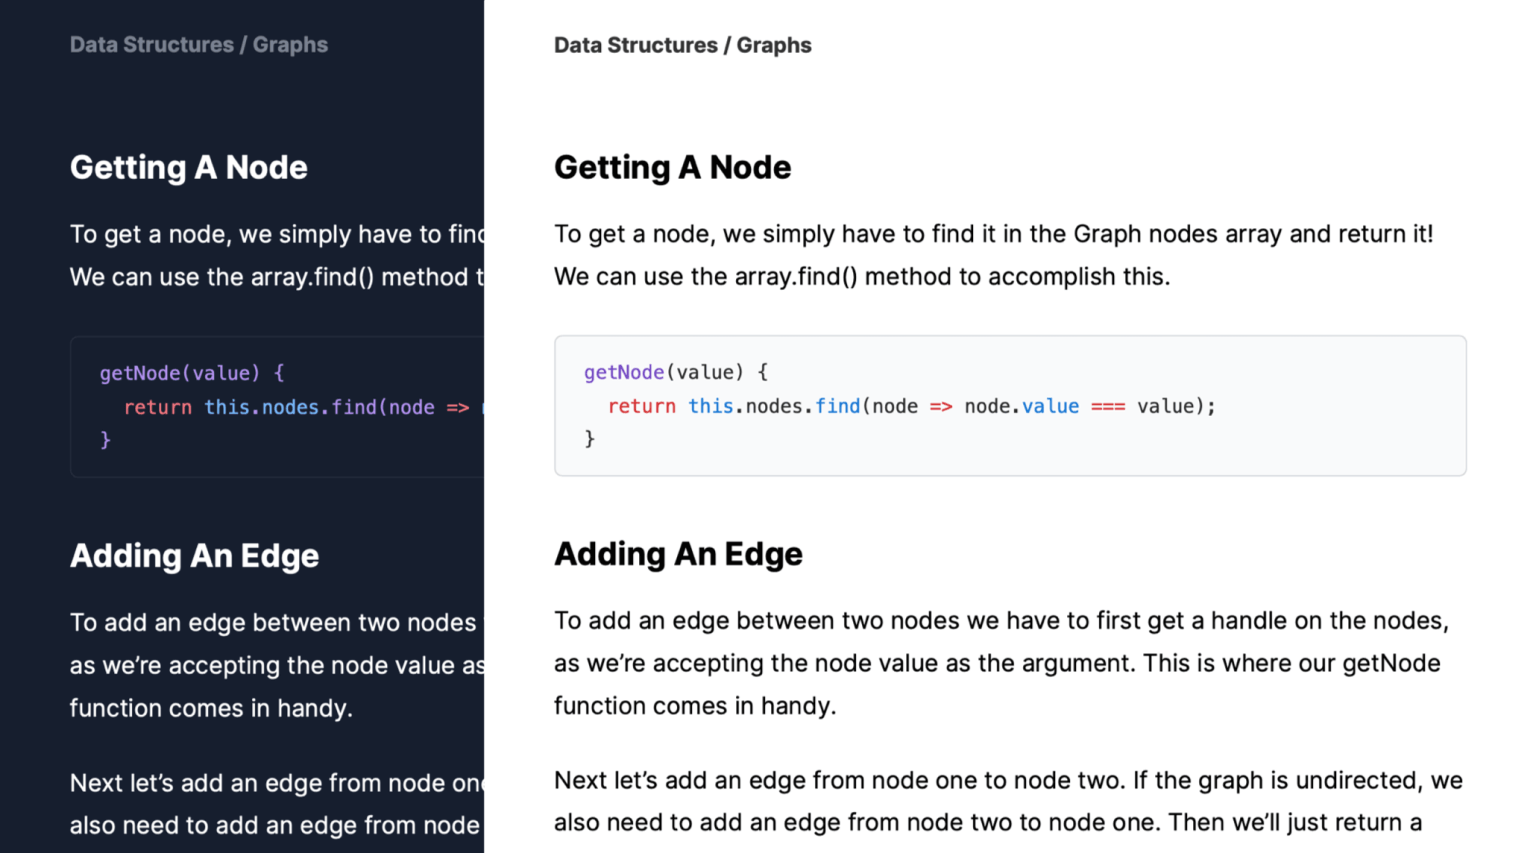 Data Structures / Graphs
Getting A Node
To get a node, we simply have to find
We can use the array.find() method t
getNode(value) {
return this.nodes.find(node =>
}
Adding An Edge
To add an edge between two nodes
as we're accepting the node value as
function comes in handy.
Next let's add an edge from node one
also need to add an edge from node
Data Structures / Graphs
Getting A Node
To get a node, we simply have to find it in the Graph nodes array and return it!
We can use the array.find() method to accomplish this.
getNode(value) {
return this.nodes.find(node => node.value === value);
}
Adding An Edge
To add an edge between two nodes we have to first get a handle on the nodes,
as we're accepting the node value as the argument. This is where our getNode
function comes in handy.
Next let's add an edge from node one to node two. If the graph is undirected, we
also need to add an edge from node two to node one. Then we'll just return a